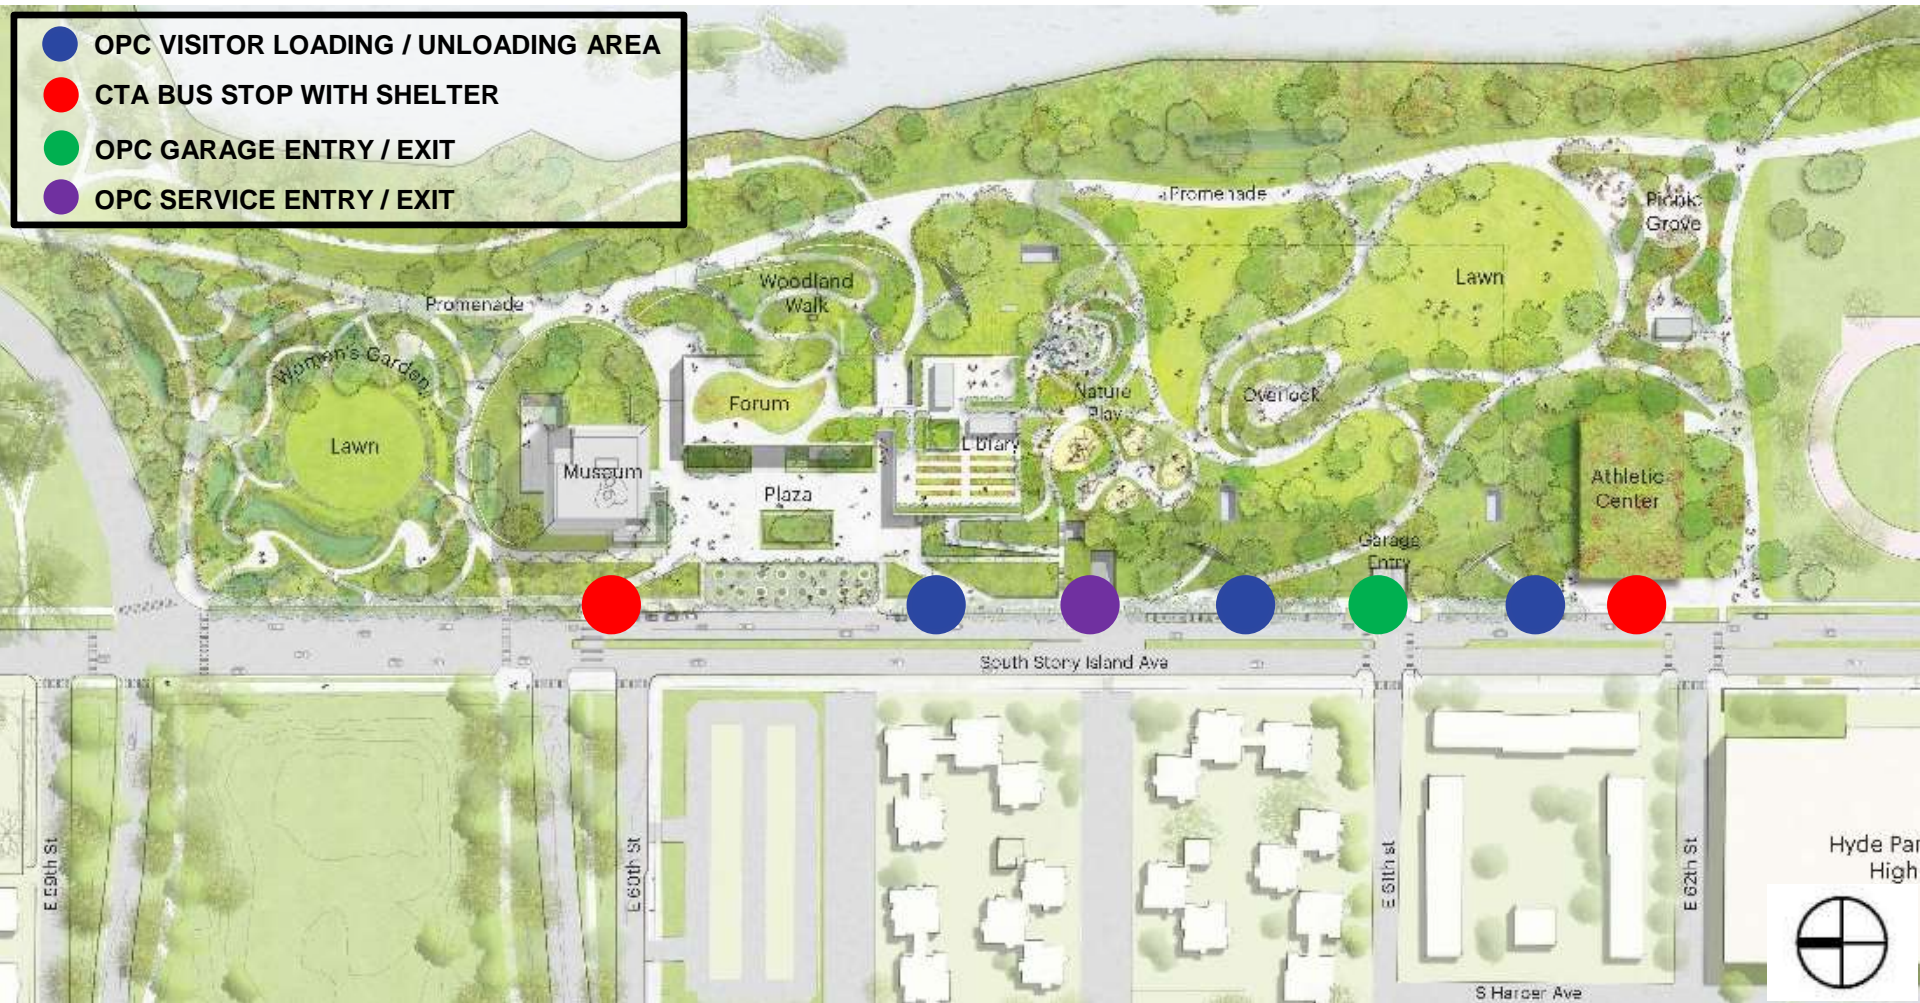 OPC VISITOR LOADING / UNLOADING AREA
CTA BUS STOP WITH SHELTER
OPC GARAGE ENTRY / EXIT
OPC SERVICE ENTRY / EXIT
Promenade
Picnic
Grove
Woodland
Walk
Lawn
Promenade
Women's Garden
Nature
Play
Overlook
Forum
Lawn
Library
Museum
Plaza
Athletic
Center
Garage
Entry
South Stony Island Ave
E 59th St
E 60th St
E 61th st
E 62th St
Hyde Par
High
S Harper Ave